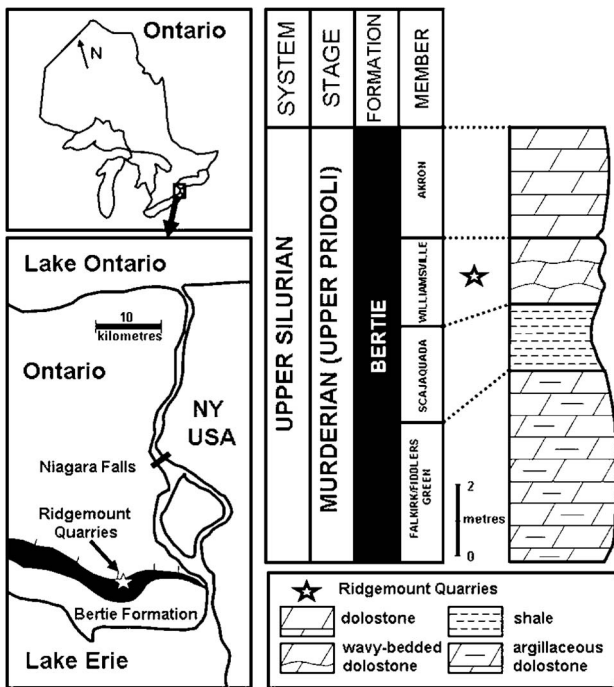 Ontario
N
Lake Ontario
10
kilometres
Ontario
NY
USA
Niagara Falls
Ridgemount
Quarries
Bertie Formation
Lake Erie
SYSTEM
STAGE
FORMATION
MEMBER
UPPER SILURIAN
MURDERIAN (UPPER PRIDOLI)
BERTIE
AKRON
WILLIAMSVILLE
SCAJAQUADA
FALKIRK/FIDDLERS
GREEN
2
metres
0
Ridgemount Quarries
dolostone
shale
wavy-bedded
dolostone
argillaceous
dolostone